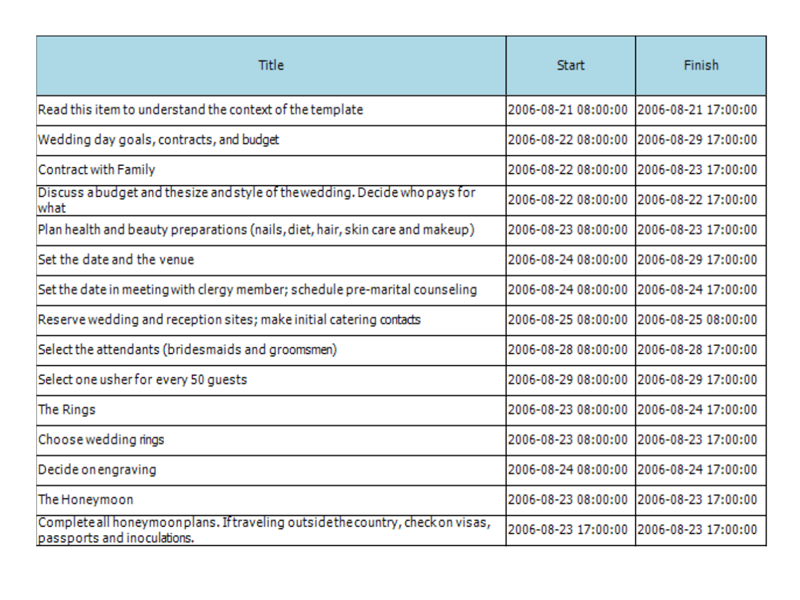 Title Start Finish
Read this item to understand the context of the template 2006-08-21 08:00:00 2006-08-21 17:00:00
Wedding day goals, contracts, and budget 2006-08-22 08:00:00 2006-08-29 17:00:00
Contract with Family 2006-08-22 08:00:00 2006-08-23 17:00:00
Discuss a budget and the size and style of the wedding. Decide who pays for
what 2006-08-22 08:00:00 2006-08-22 17:00:00
Plan health and beauty preparations (nails, diet, hair, skin care and makeup) 2006-08-23 08:00:00 2006-08-23 17:00:00
Set the date and the venue 2006-08-24 08:00:00 2006-08-29 17:00:00
Set the date in meeting with clergy member; schedule pre-marital counseling 2006-08-24 08:00:00 2006-08-24 17:00:00
Reserve wedding and reception sites; make initial catering contacts 2006-08-25 08:00:00 2006-08-25 08:00:00
Select the attendants (bridesmaids and groomsmen) 2006-08-28 08:00:00 2006-08-28 17:00:00
Select one usher for every 50 guests 2006-08-29 08:00:00 2006-08-29 17:00:00
The Rings 2006-08-23 08:00:00 2006-08-24 17:00:00
Choose wedding rings 2006-08-23 08:00:00 2006-08-23 17:00:00
Decide on engraving 2006-08-24 08:00:00 2006-08-24 17:00:00
The Honeymoon 2006-08-23 08:00:00 2006-08-23 17:00:00
Complete all honeymoon plans. If traveling outside the country, check on visas,
passports and inoculations. 2006-08-23 17:00:00 2006-08-23 17:00:00